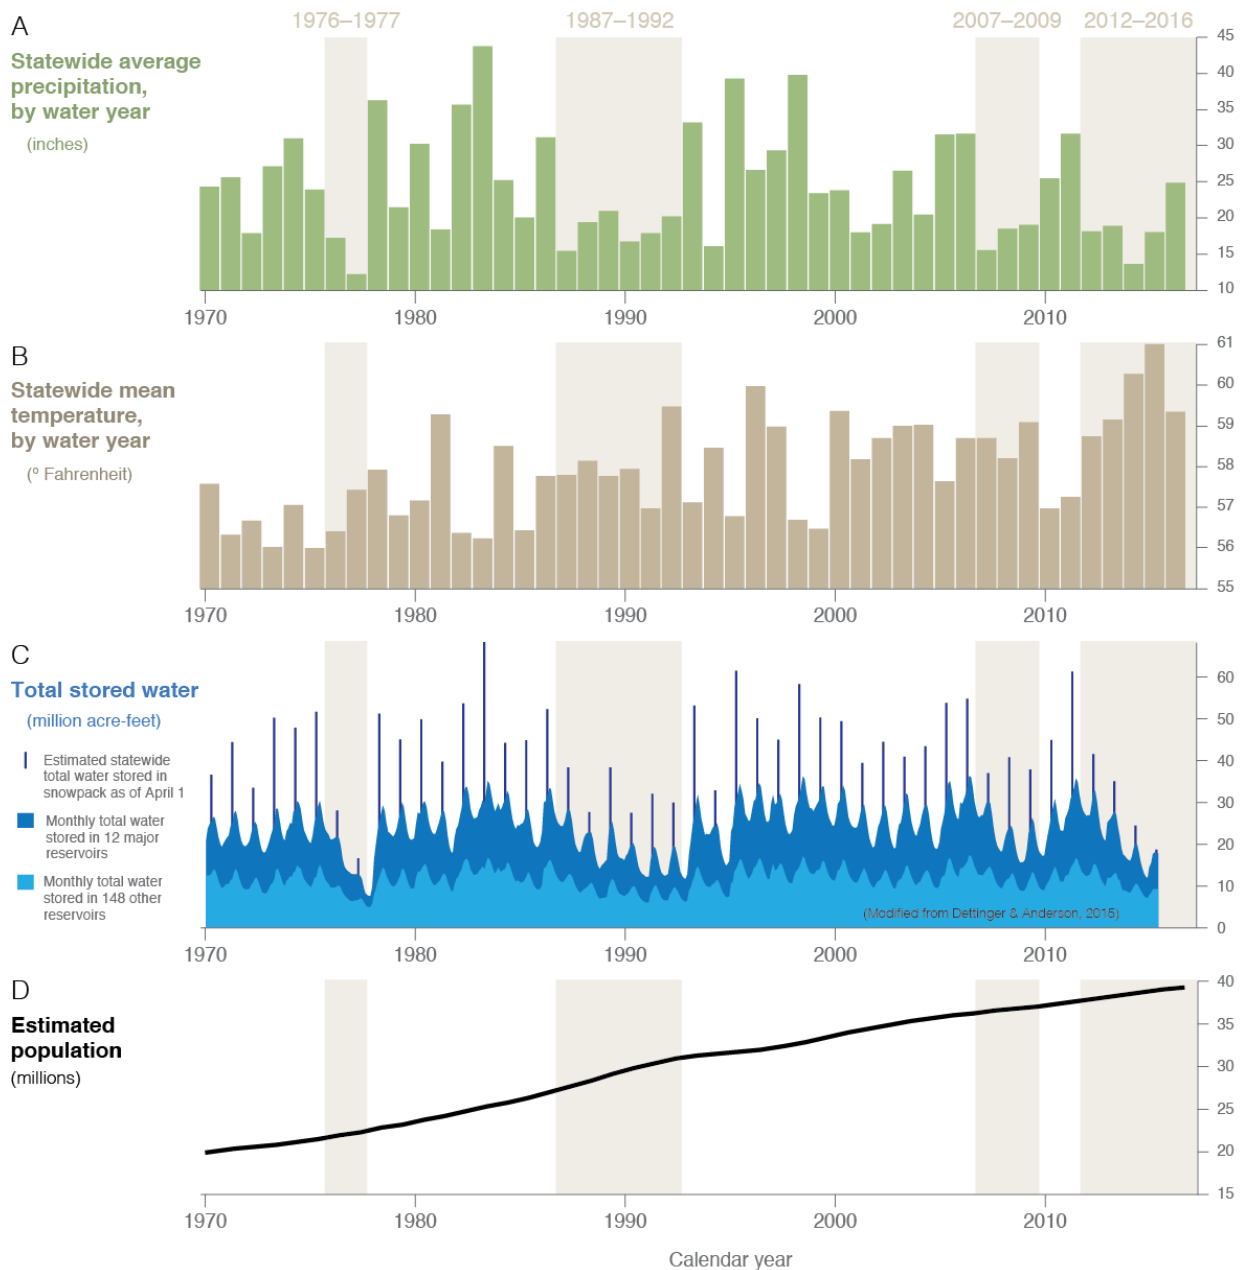 1976–1977
1987–1992
2007–2009
2012–2016
A
Statewide average
precipitation,
by water year
(inches)
45
40
35
30
25
20
15
10
1970
1980
1990
2000
2010
B
Statewide mean
temperature,
by water year
(º Fahrenheit)
61
60
59
58
57
56
55
1970
1980
1990
2000
2010
C
Total stored water
(million acre-feet)
Estimated statewide
total water stored in
snowpack as of April 1
Monthly total water
stored in 12 major
reservoirs
Monthly total water
stored in 148 other
reservoirs
60
50
40
30
20
10
0
(Modified from Dettinger & Anderson, 2015)
1970
1980
1990
2000
2010
D
Estimated
population
(millions)
40
35
30
25
20
15
1970
1980
1990
2000
2010
Calendar year